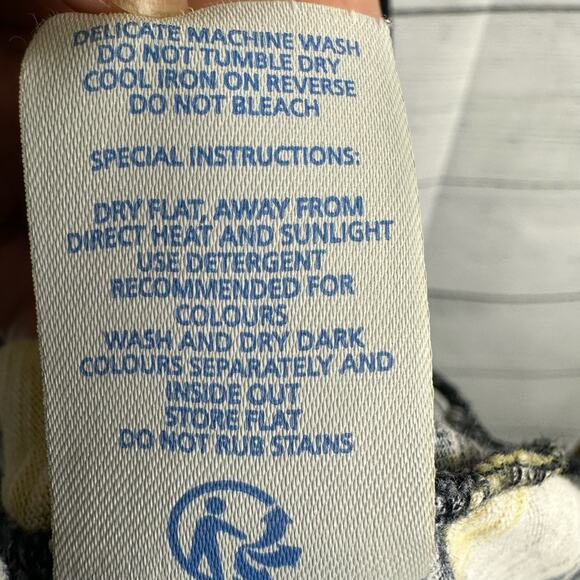 DELICATE MACHINE WASH
DO NOT TUMBLE DRY
COOL IRON ON REVERSE
DO NOT BLEACH
SPECIAL INSTRUCTIONS:
DRY FLAT, AWAY FROM
DIRECT HEAT AND SUNLIGHT
USE DETERGENT
RECOMMENDED FOR
COLOURS
WASH AND DRY DARK
COLOURS SEPARATELY AND
INSIDE OUT
STORE FLAT
DO NOT RUB STAINS